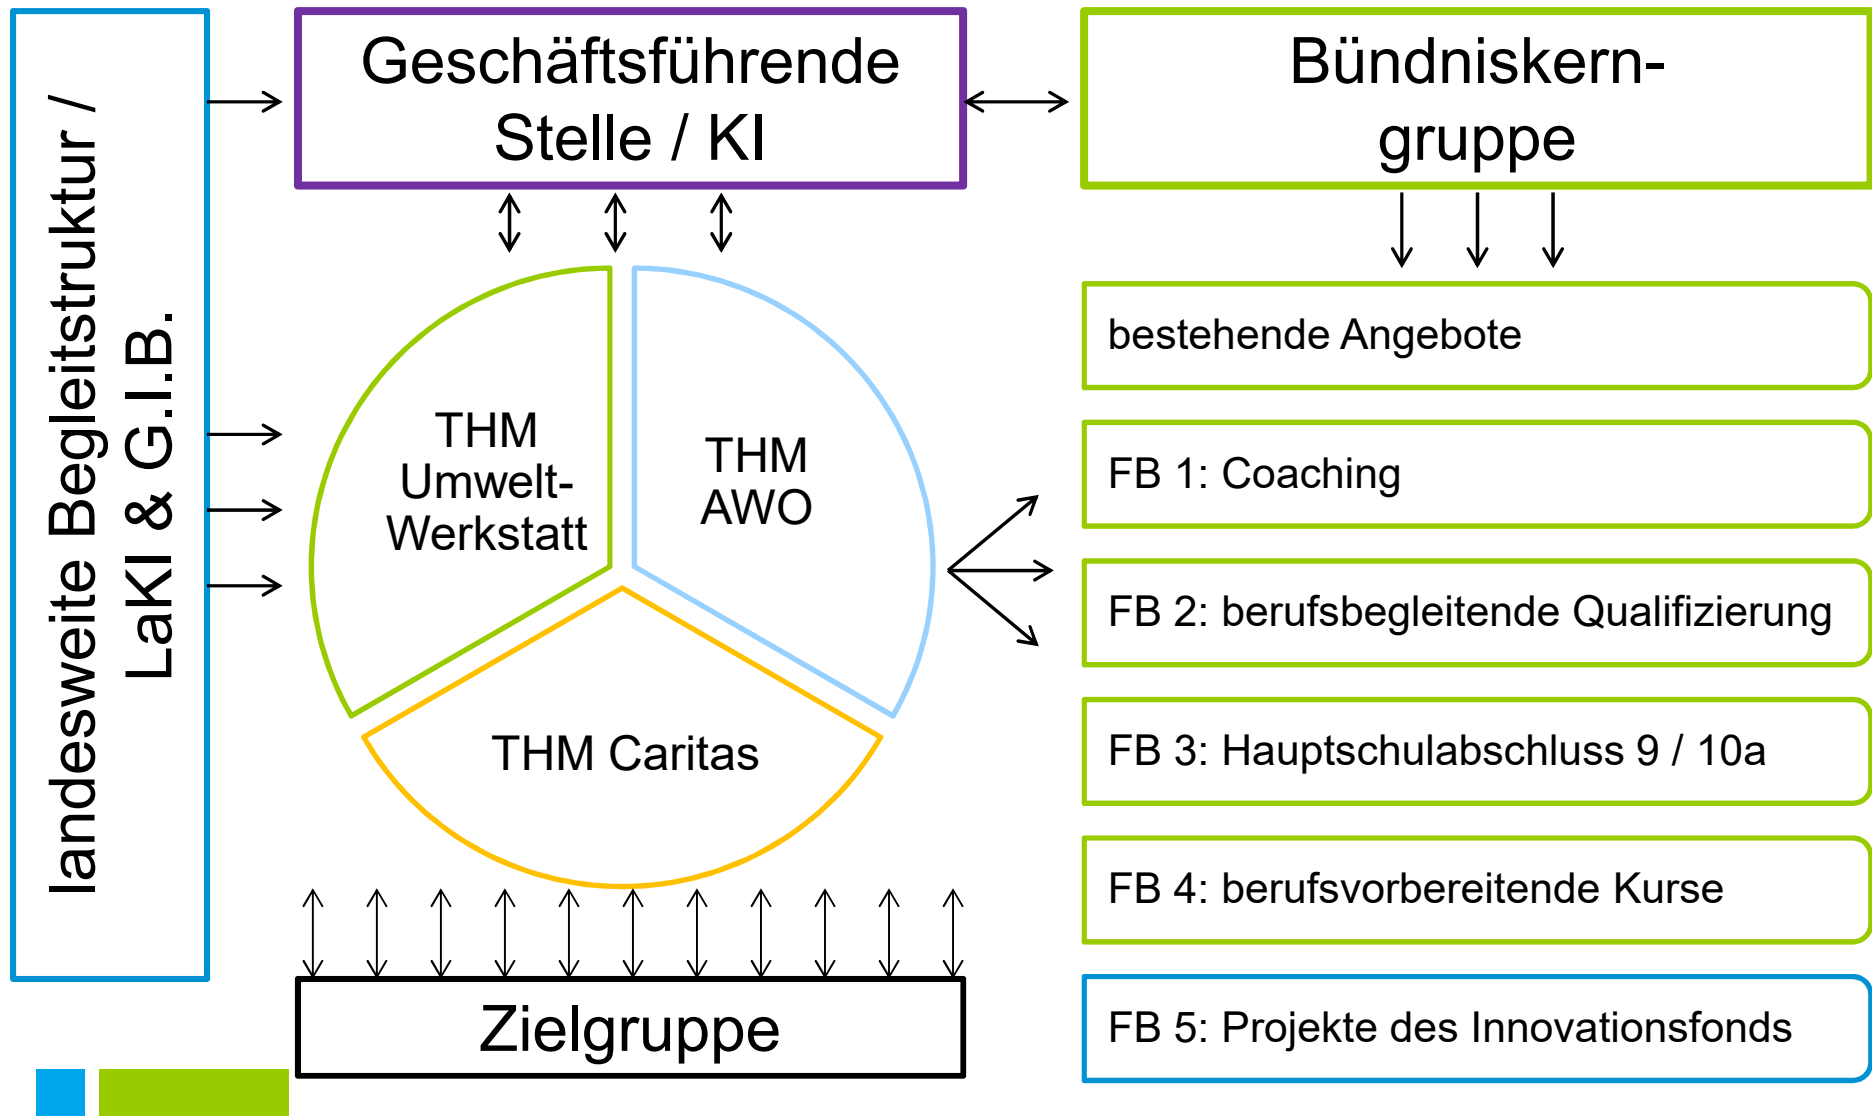 landesweite Begleitstruktur /
LaKI & G.I.B.
Geschäftsführende
Stelle / KI
Bündniskern-
gruppe
THM
Umwelt-
Werkstatt
THM
AWO
THM Caritas
Zielgruppe
bestehende Angebote
FB 1: Coaching
FB 2: berufsbegleitende Qualifizierung
FB 3: Hauptschulabschluss 9 / 10a
FB 4: berufsvorbereitende Kurse
FB 5: Projekte des Innovationsfonds